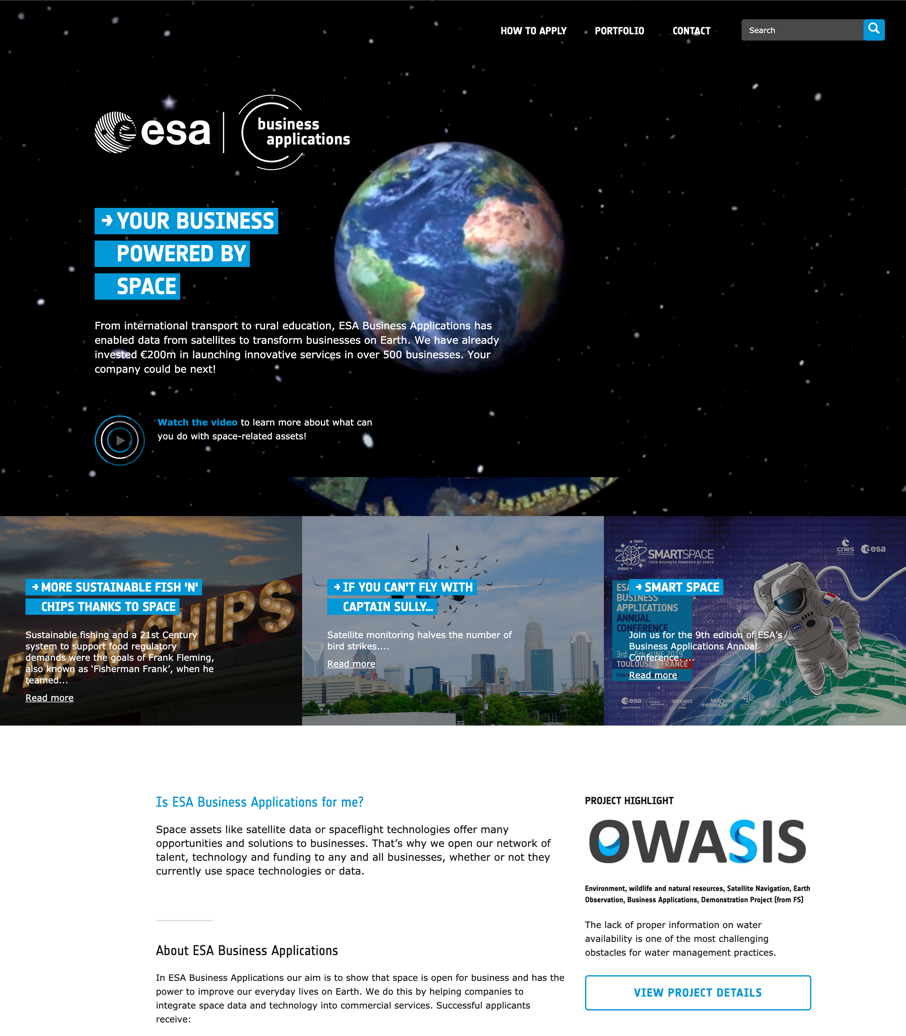 HOW TO APPLY PORTFOLIO CONTACT Search
esa business
applications
YOUR BUSINESS
POWERED BY
SPACE
From international transport to rural education, ESA Business Applications has
enabled data from satellites to transform businesses on Earth. We have already
invested €200m in launching innovative services in over 500 businesses. Your
company could be next!
Watch the video to learn more about what can
you do with space-related assets!
MORE SUSTAINABLE FISH 'N'
CHIPS THANKS TO SPACE
Sustainable fishing and a 21st Century
system to support food regulatory
demands were the goals of Frank Fleming,
also known as ‘Fisherman Frank’, when he
teamed...
Read more
CHIPS
IF YOU CAN'T FLY WITH
CAPTAIN SULLY...
Satellite monitoring halves the number of
bird strikes....
Read more
cnes esa
SMARTSPACE
YOUR BUSINESS POWERED BY SPACE
SMART SPACE
ESA
BUSINESS
APPLICATIONS
ANNUAL
CONFERENCE
Join us for the 9th edition of ESA's
Business Applications Annual
Conference. ...
TOULOUSE | FRANCE
Read more
esa
Is ESA Business Applications for me?
Space assets like satellite data or spaceflight technologies offer many
opportunities and solutions to businesses. That’s why we open our network of
talent, technology and funding to any and all businesses, whether or not they
currently use space technologies or data.
About ESA Business Applications
In ESA Business Applications our aim is to show that space is open for business and has the
power to improve our everyday lives on Earth. We do this by helping companies to
integrate space data and technology into commercial services. Successful applicants
receive:
PROJECT HIGHLIGHT
OWASIS
Environment, wildlife and natural resources, Satellite Navigation, Earth
Observation, Business Applications, Demonstration Project (from FS)
The lack of proper information on water
availability is one of the most challenging
obstacles for water management practices.
VIEW PROJECT DETAILS